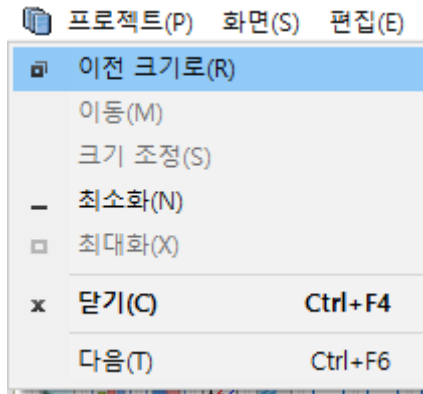 프로젝트(P) 화면(S) 편집(E)
이전 크기로(R)
이동(M)
크기 조정(S)
최소화(N)
최대화(X)
닫기(C) Ctrl+F4
다음(T) Ctrl+F6